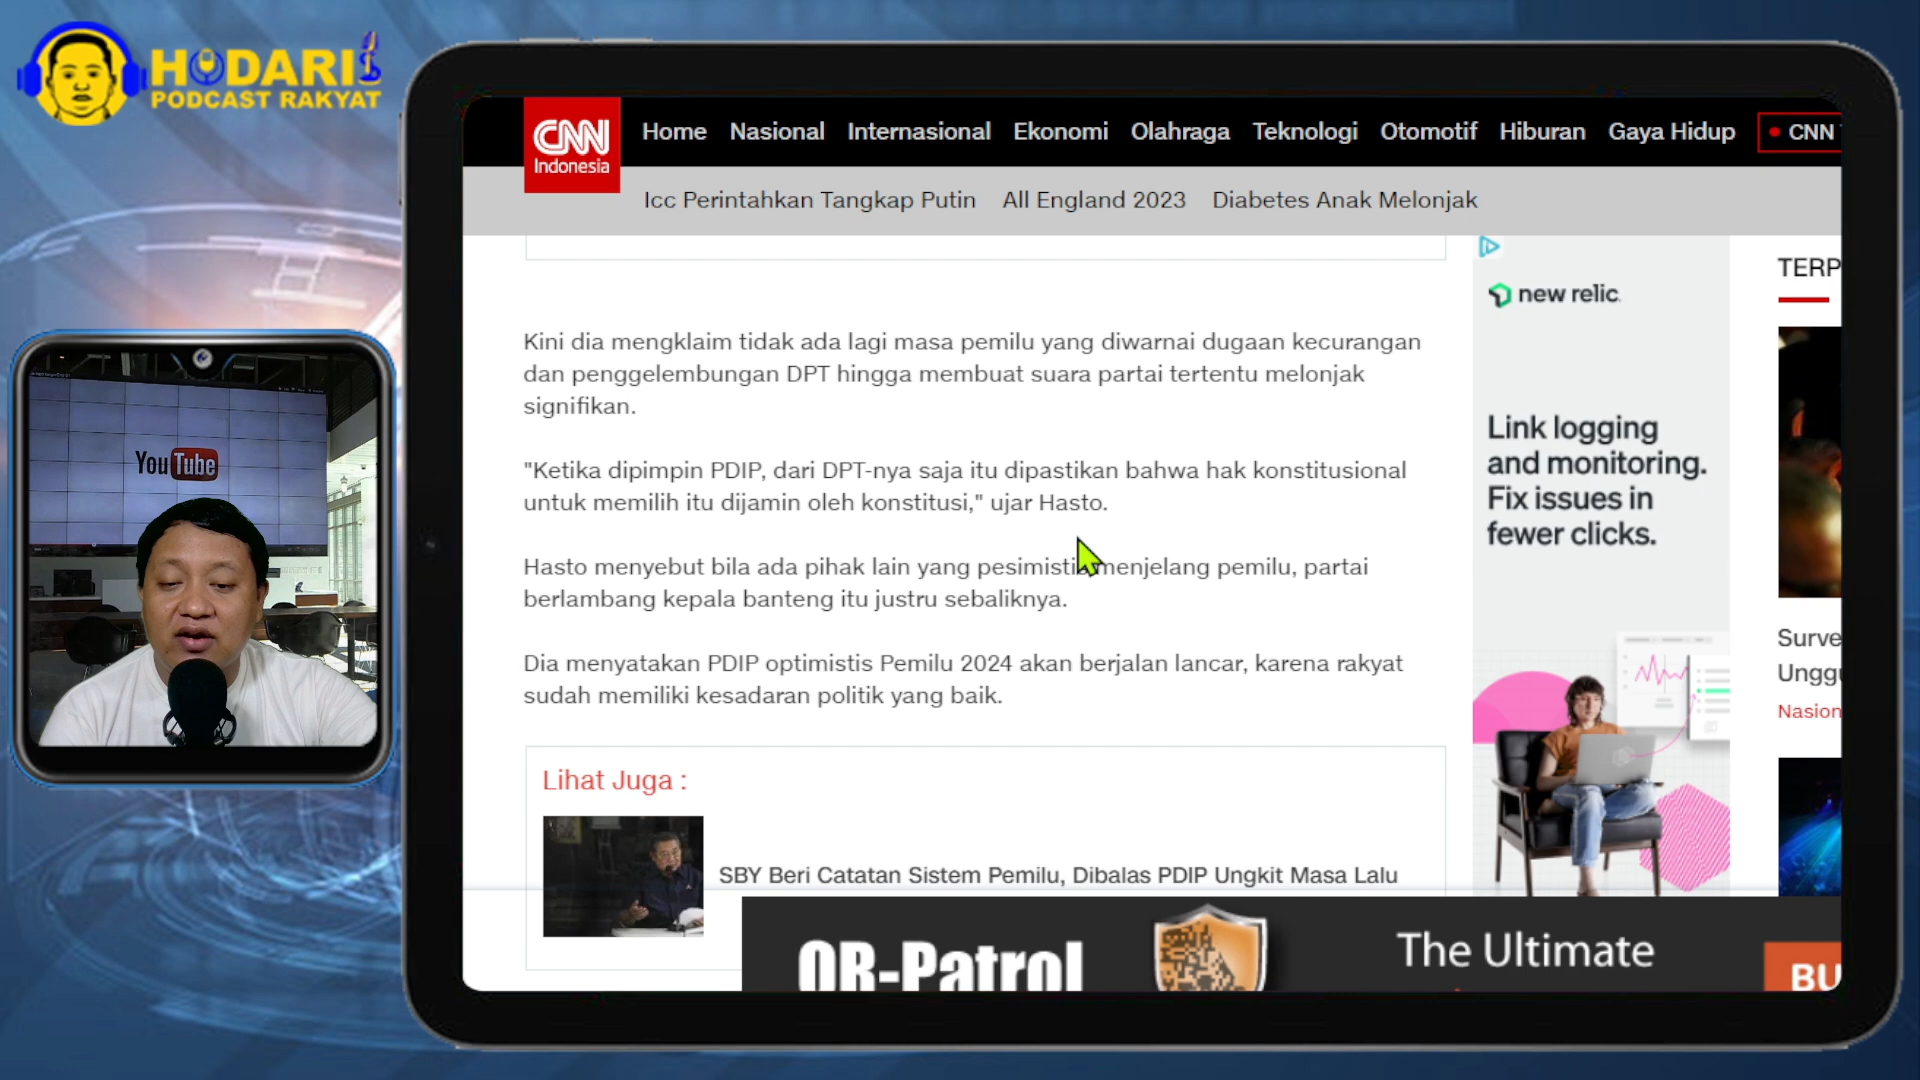 HODARI
PODCAST RAKYAT
YouTube
CNN
Indonesia
Home Nasional Internasional Ekonomi Olahraga Teknologi Otomotif Hiburan Gaya Hidup CNN
Icc Perintahkan Tangkap Putin All England 2023 Diabetes Anak Melonjak
Kini dia mengklaim tidak ada lagi masa pemilu yang diwarnai dugaan kecurangan
dan penggelembungan DPT hingga membuat suara partai tertentu melonjak
signifikan.
"Ketika dipimpin PDIP, dari DPT-nya saja itu dipastikan bahwa hak konstitusional
untuk memilih itu dijamin oleh konstitusi," ujar Hasto.
Hasto menyebut bila ada pihak lain yang pesimistis menjelang pemilu, partai
berlambang kepala banteng itu justru sebaliknya.
Dia menyatakan PDIP optimistis Pemilu 2024 akan berjalan lancar, karena rakyat
sudah memiliki kesadaran politik yang baik.
Lihat Juga :
SBY Beri Catatan Sistem Pemilu, Dibalas PDIP Ungkit Masa Lalu
new relic.
Link logging
and monitoring.
Fix issues in
fewer clicks.
TERP
Surve
Unggu
Nasion
QR-Patrol
The Ultimate
BU